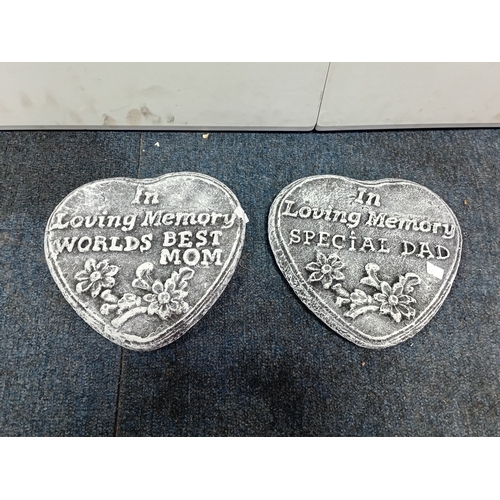 In
Loving Memory
WORLDS BEST
MOM
In
Loving Memory
SPECiAL DAD